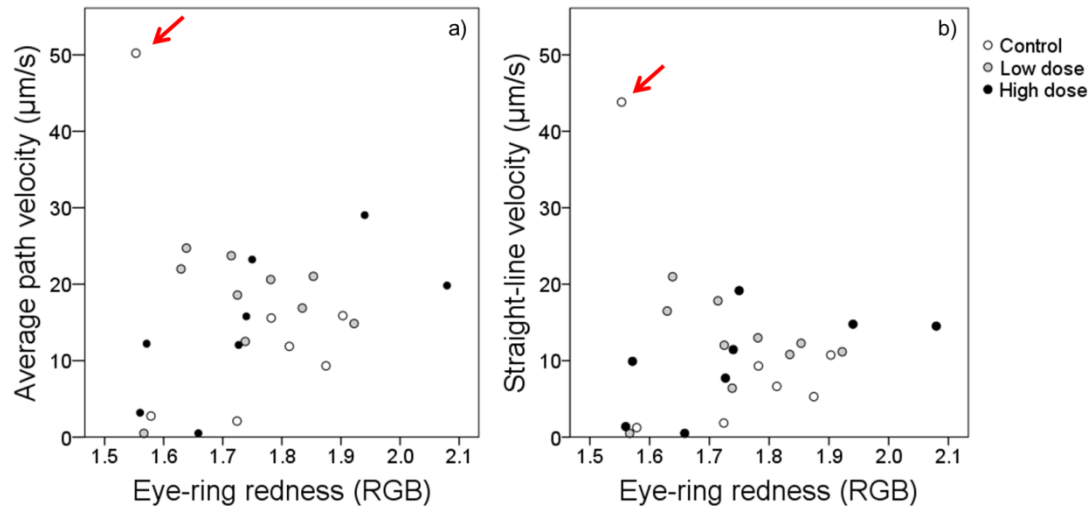 a)
Average path velocity (µm/s)
50
40
30
20
10
0
1.5 1.6 1.7 1.8 1.9 2.0 2.1
Eye-ring redness (RGB)
b)
Straight-line velocity (µm/s)
50
40
30
20
10
0
1.5 1.6 1.7 1.8 1.9 2.0 2.1
Eye-ring redness (RGB)
Control
Low dose
High dose